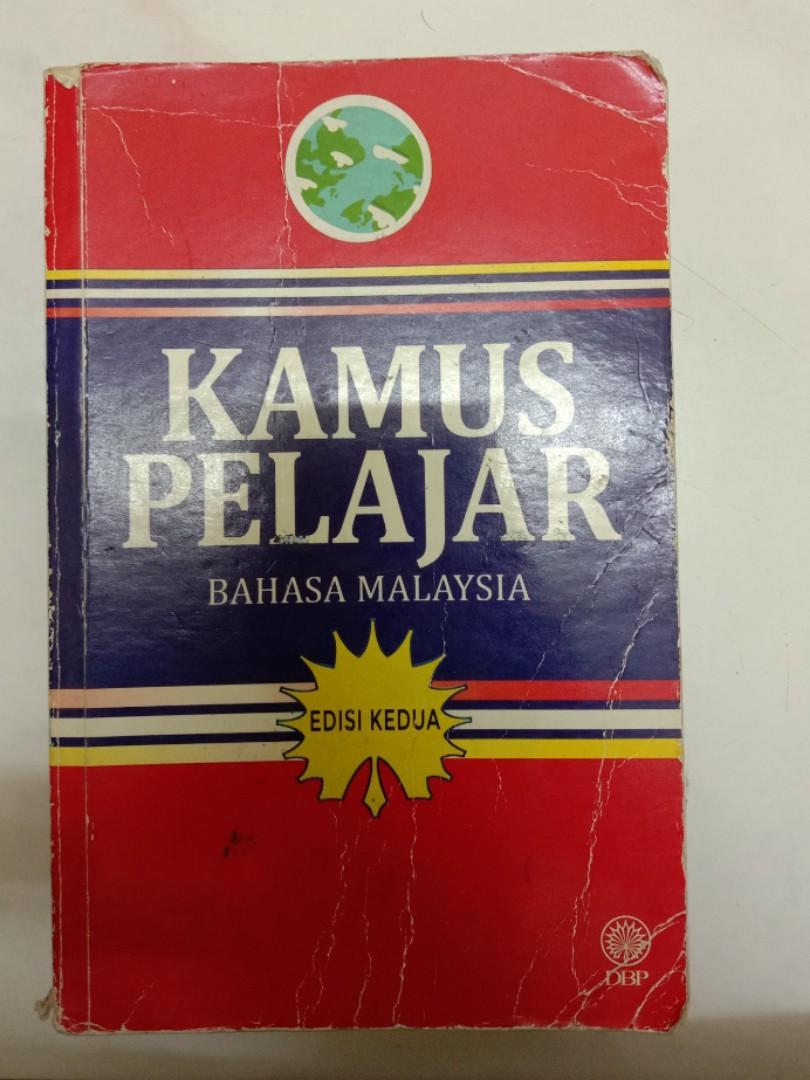 KAMUS
PELAJAR
BAHASA MALAYSIA
EDISI KEDUA
DBP